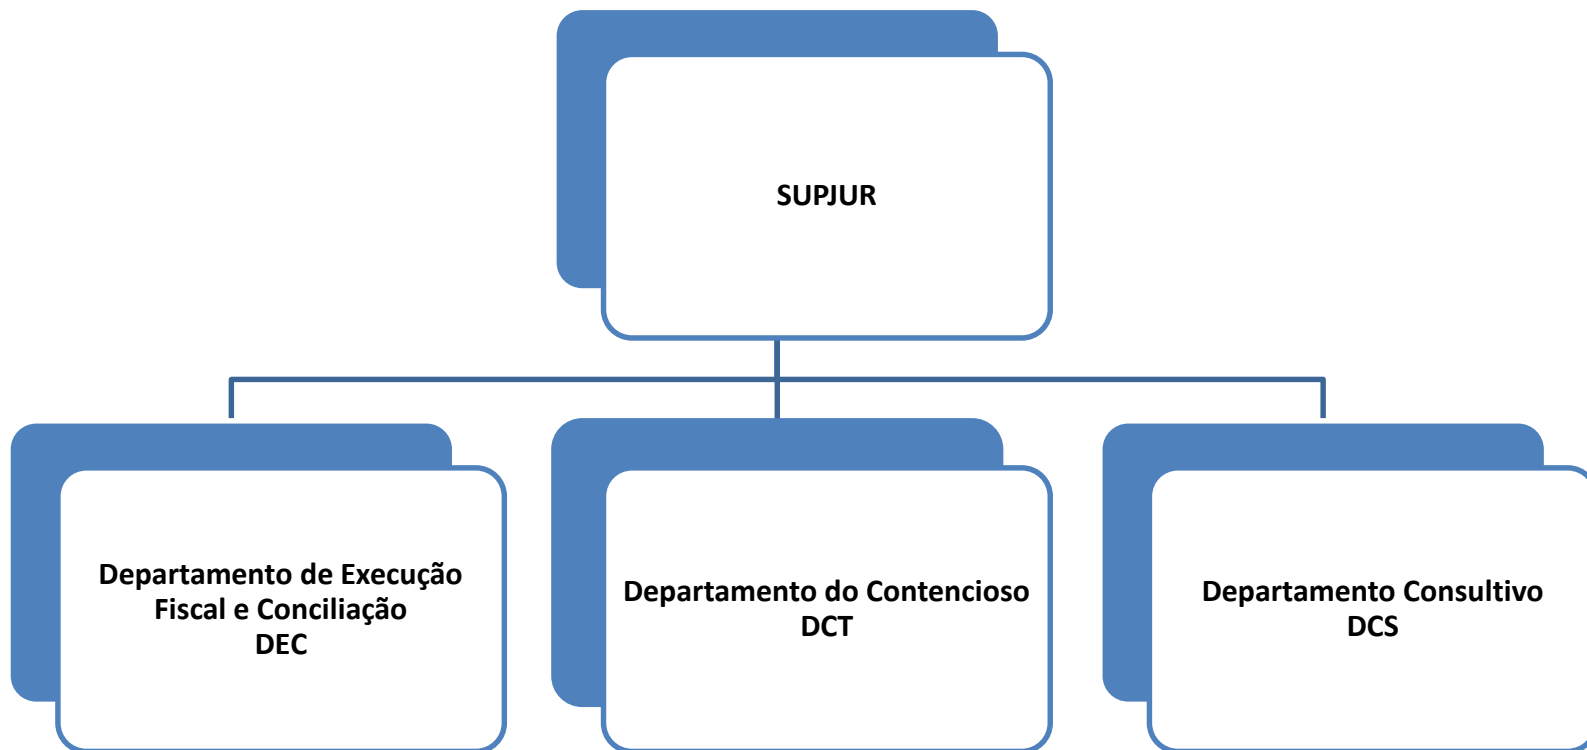 SUPJUR
Departamento de Execução
Fiscal e Conciliação
DEC
Departamento do Contencioso
DCT
Departamento Consultivo
DCS